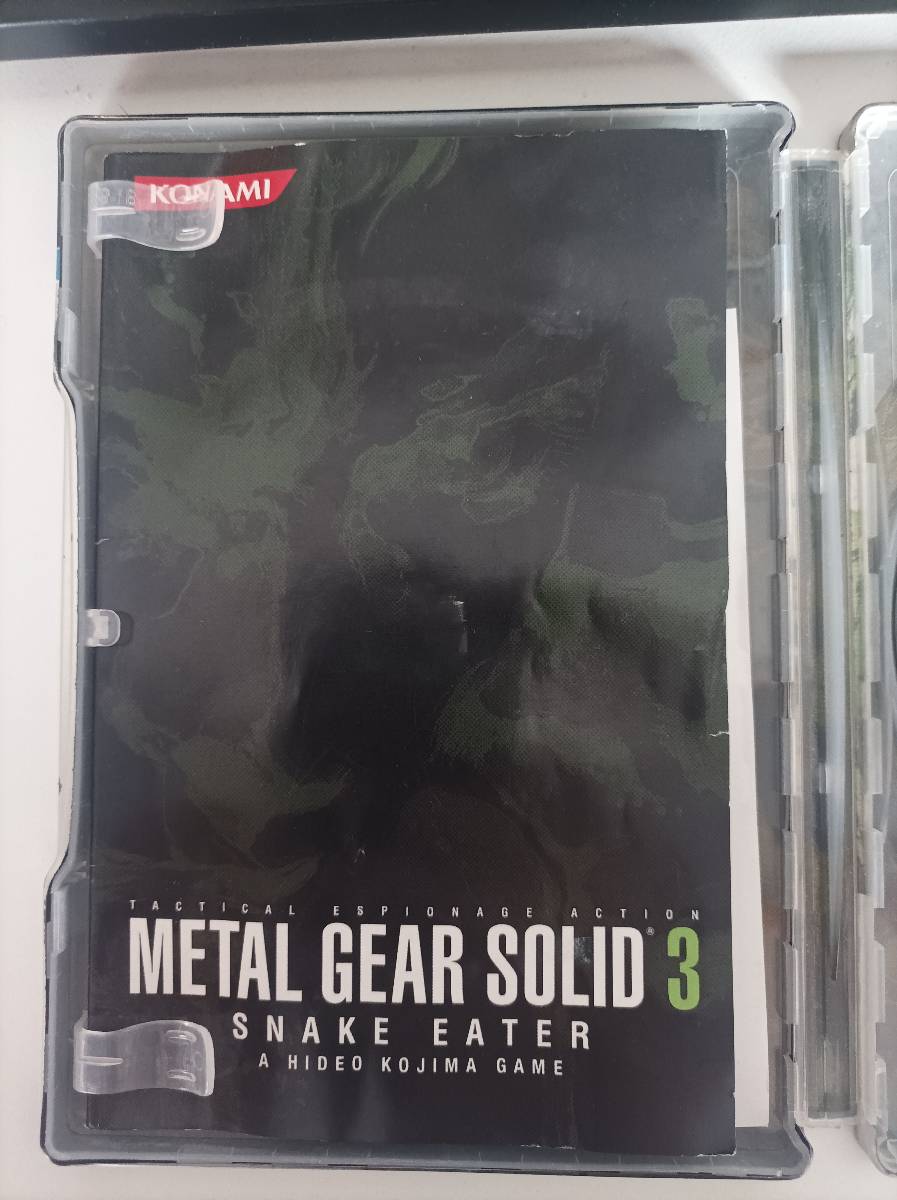 KONAMI
TACTICAL ESPIONAGE ACTION
METAL GEAR SOLID® 3
SNAKE EATER
A HIDEO KOJIMA GAME